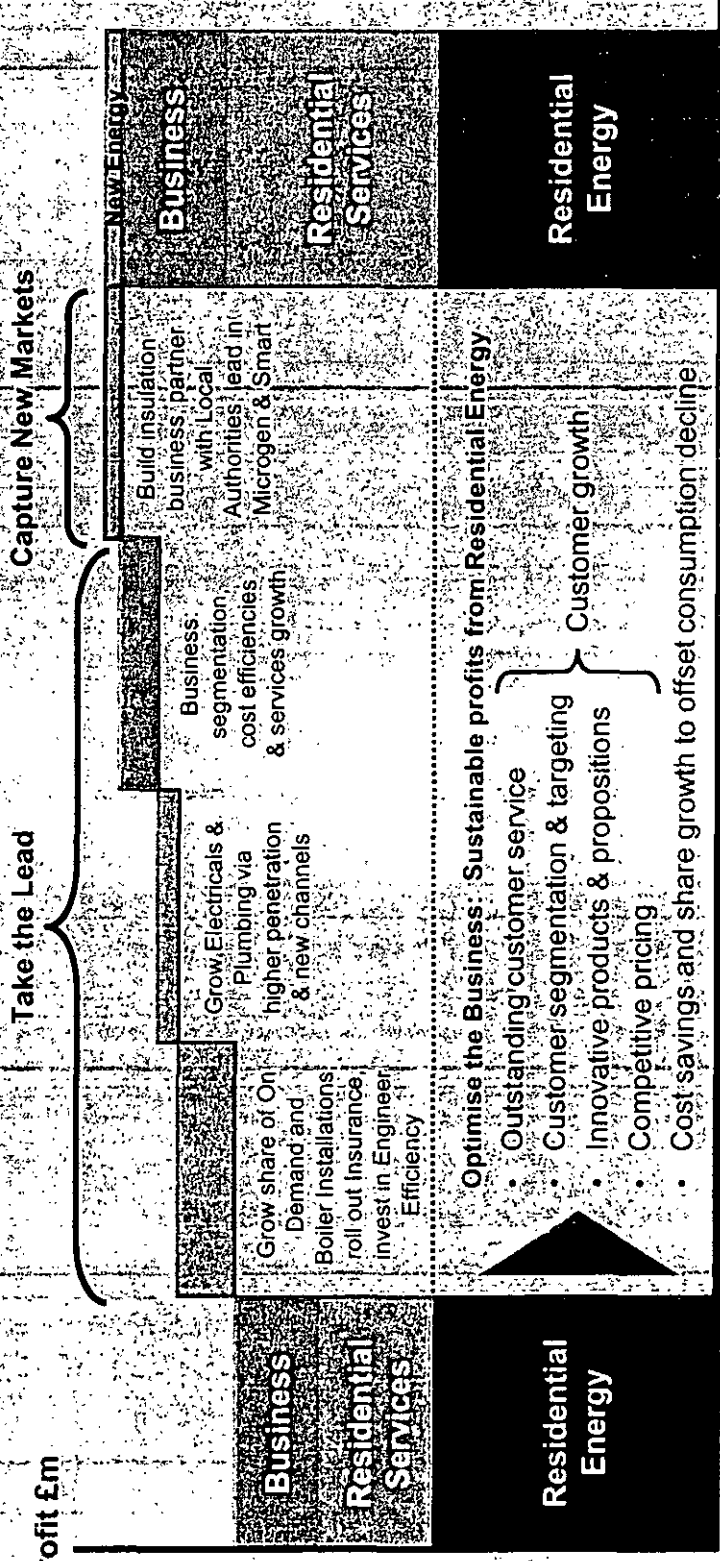 ofit £m
Take the Lead
Capture New Markets
Business
Residential
Services
Residential
Energy
Grow share of On
Demand and
Boiler Installations,
roll out Insurance,
Invest in Engineer
Efficiency
Grow Electricals &
Plumbing via
higher penetration
& new channels
Business:
segmentation,
cost efficiencies
& services growth
Build insulation
business, partner
with Local
Authorities, lead in
Microgen & Smart
New Energy
Business
Residential
Services
Residential
Energy
Optimise the Business: Sustainable profits from Residential Energy
• Outstanding customer service
• Customer segmentation & targeting
• Innovative products & propositions
• Competitive pricing
Customer growth
• Cost savings and share growth to offset consumption decline